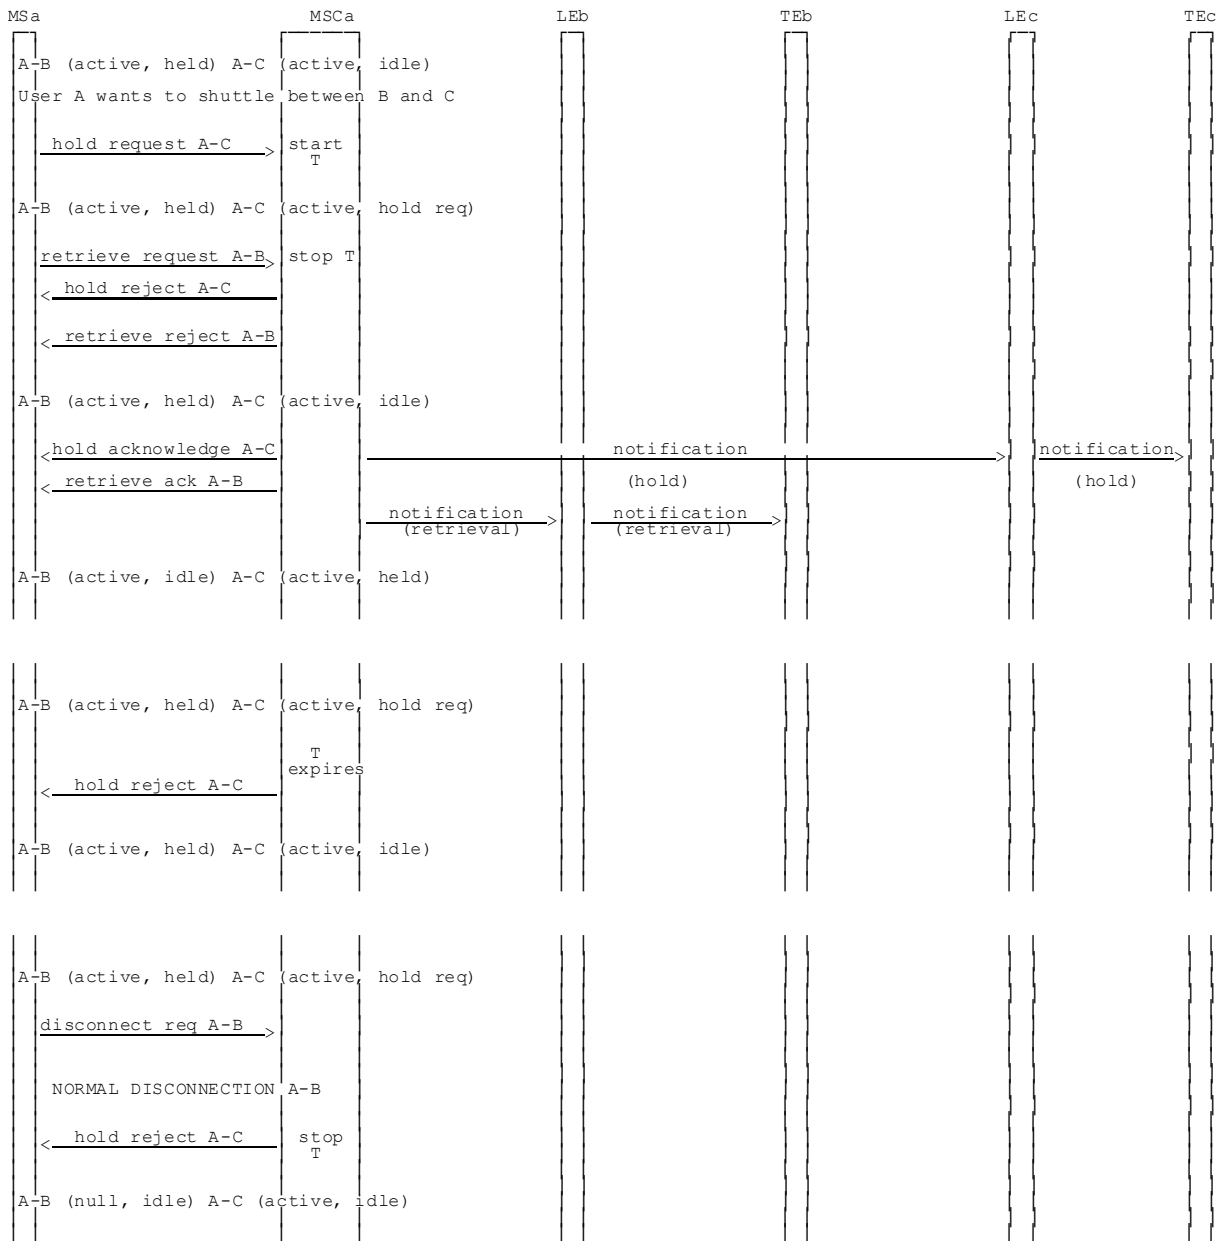 MSa MSCa LEb TEb LEc TEc
A-B (active, held) A-C (active, idle)
User A wants to shuttle between B and C
hold request A-C start
T
A-B (active, held) A-C (active, hold req)
retrieve request A-B stop T
hold reject A-C
retrieve reject A-B
A-B (active, held) A-C (active, idle)
hold acknowledge A-C notification notification
retrieve ack A-B (hold) (hold)
notification notification
(retrieval) (retrieval)
A-B (active, idle) A-C (active, held)
A-B (active, held) A-C (active, hold req)
T
expires
hold reject A-C
A-B (active, held) A-C (active, idle)
A-B (active, held) A-C (active, hold req)
disconnect req A-B
NORMAL DISCONNECTION A-B
hold reject A-C stop
T
A-B (null, idle) A-C (active, idle)